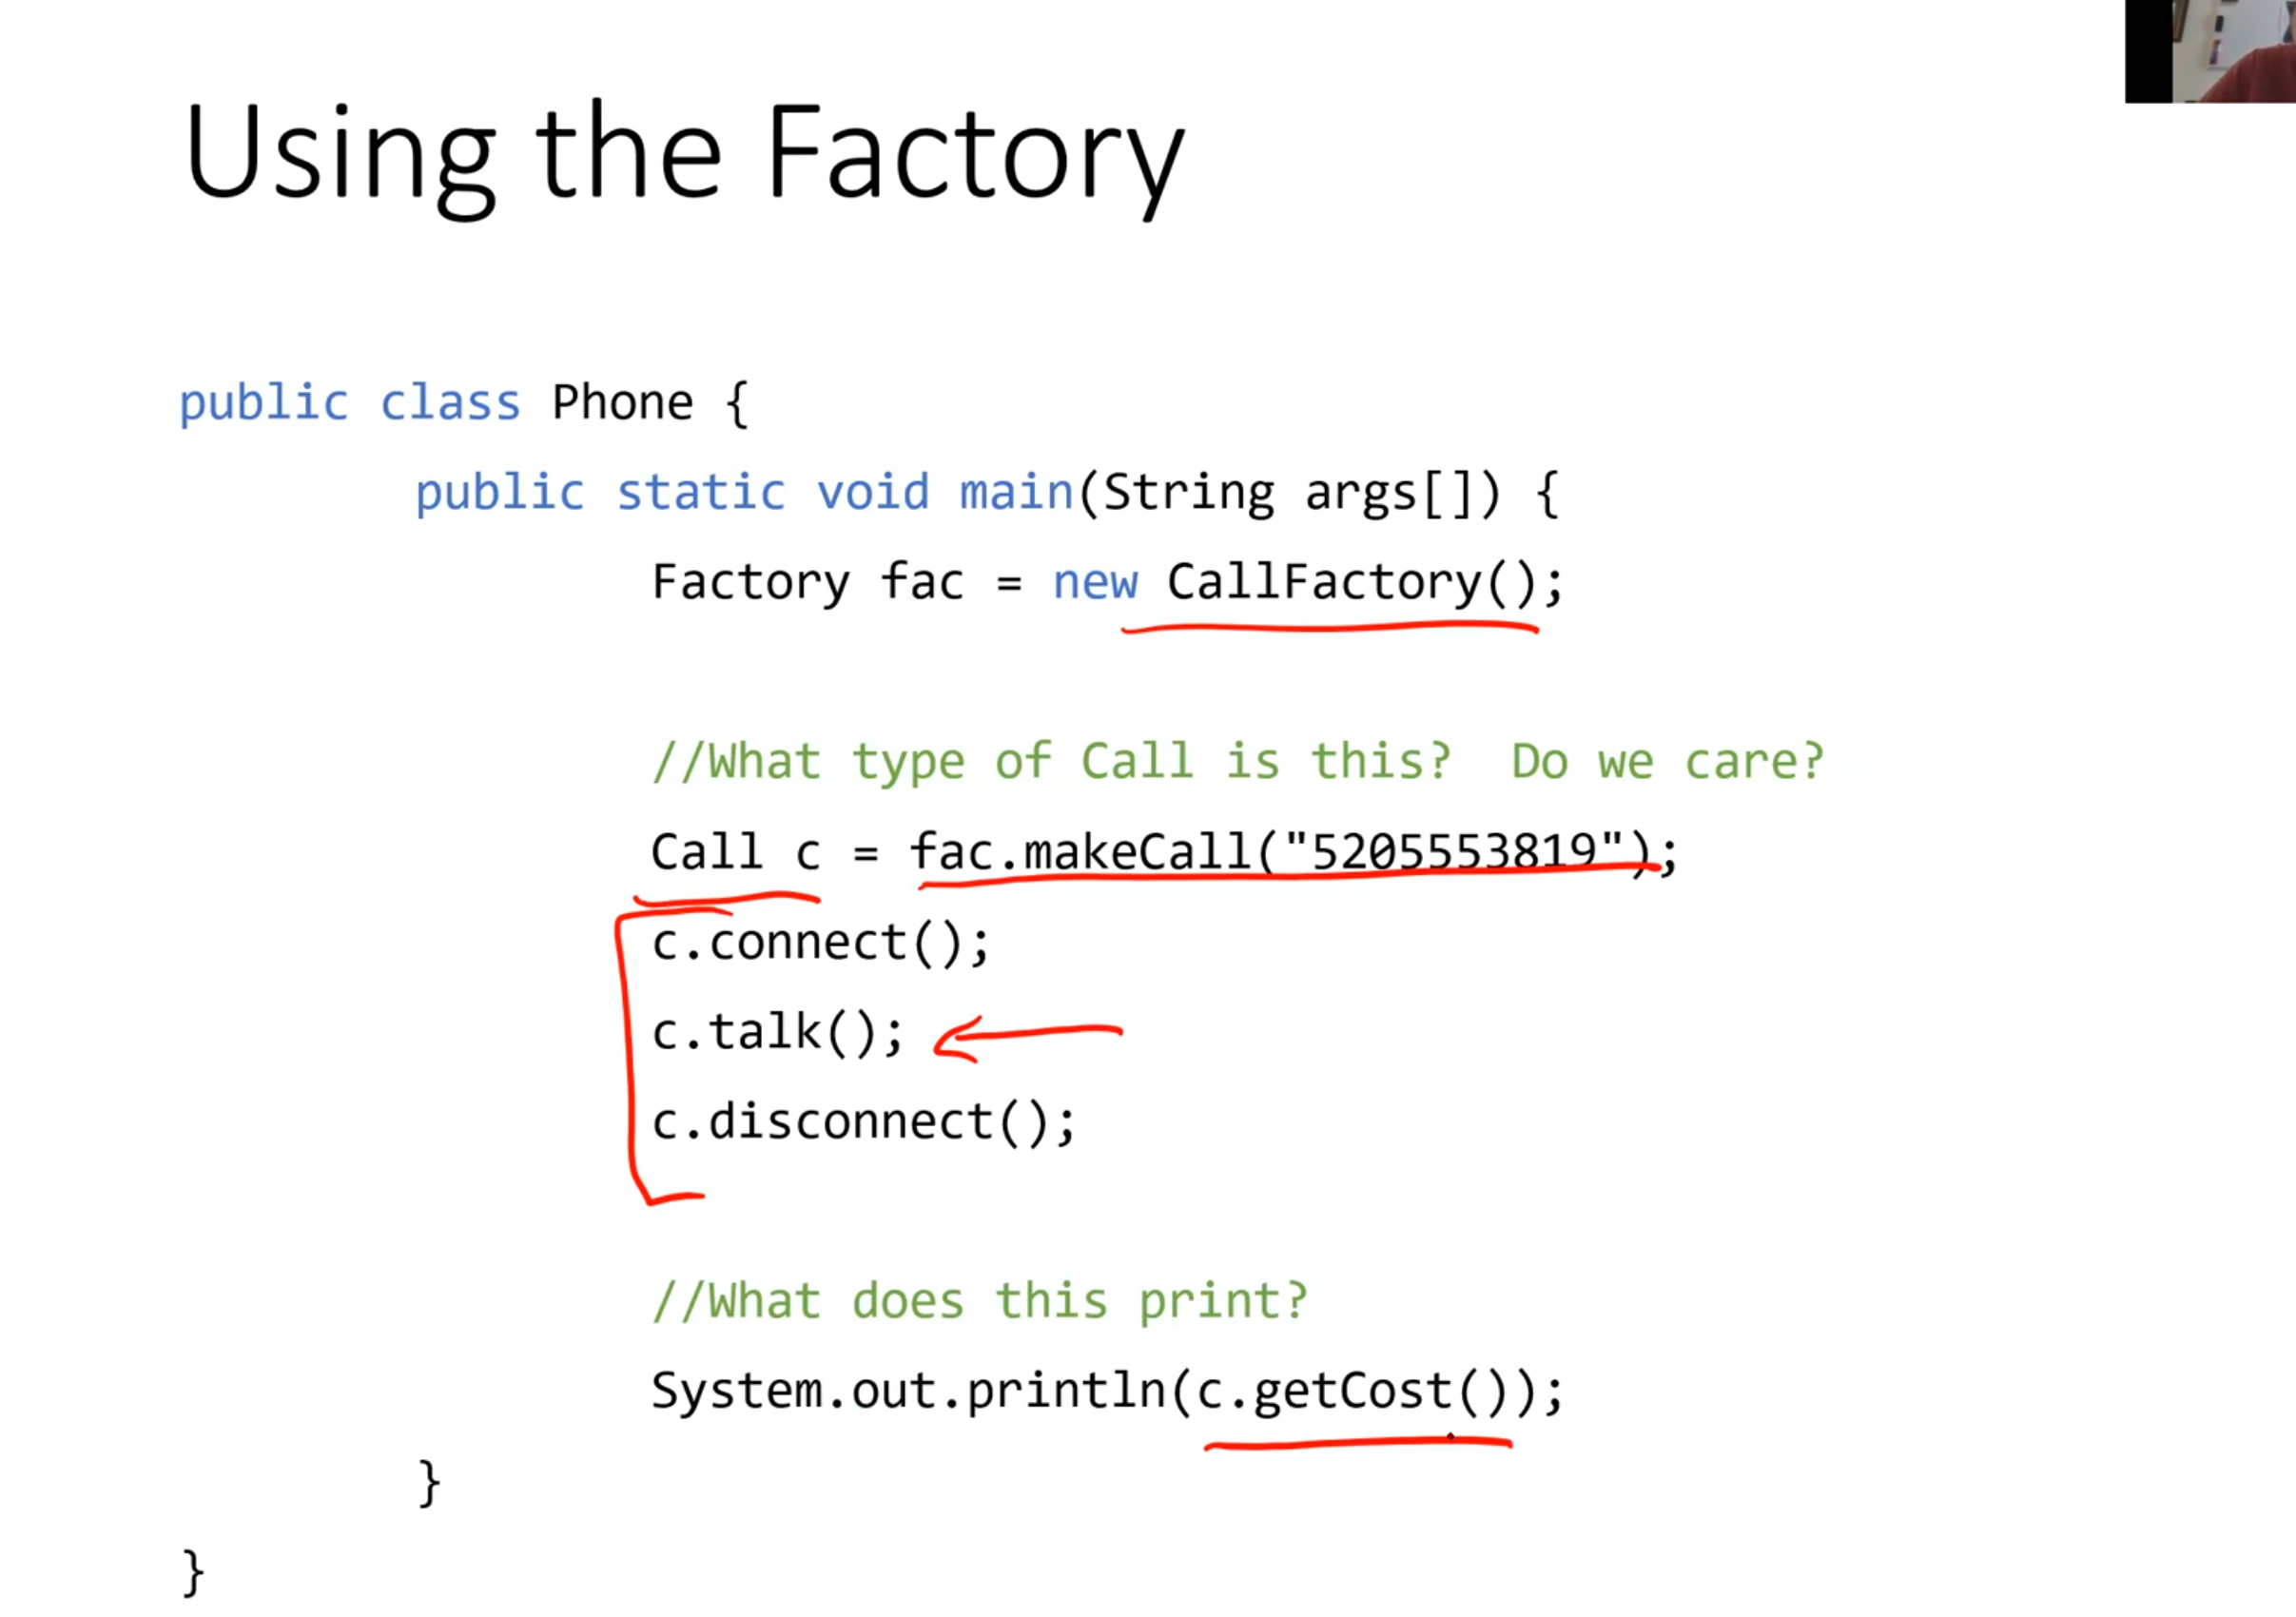 Using the Factory
public class Phone {
public static void main(String args[]) {
Factory fac = new CallFactory();
//What type of Call is this?  Do we care?
Call c = fac.makeCall("5205553819");
c.connect();
c.talk();
c.disconnect();
//What does this print?
System.out.println(c.getCost());
}
}